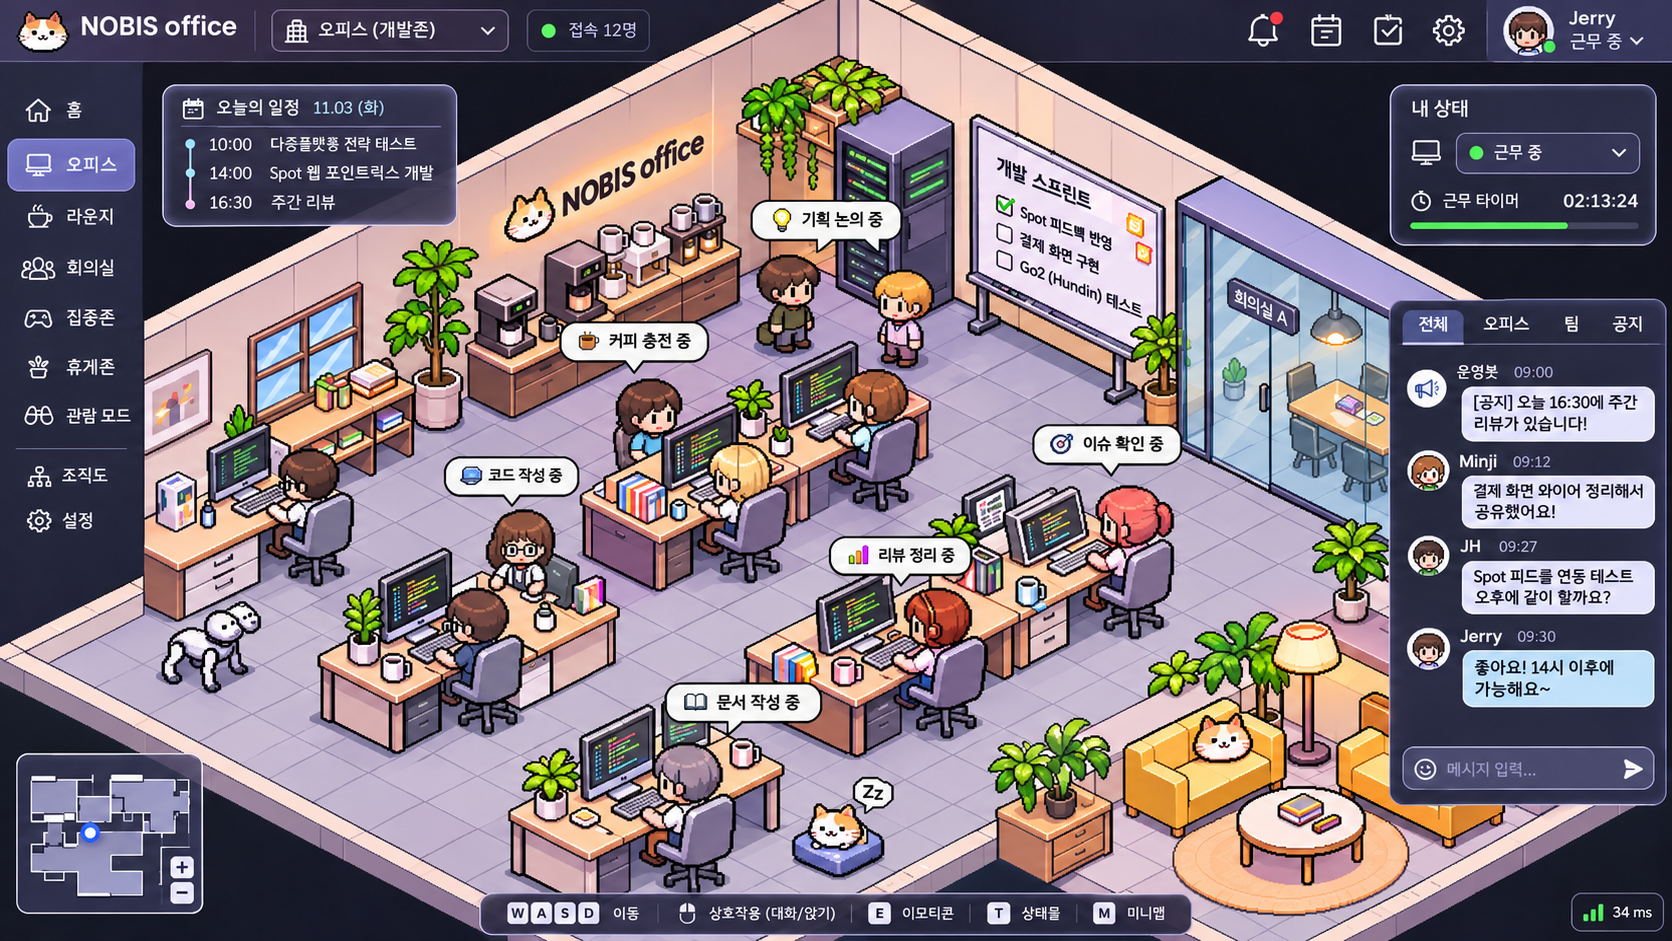 NOBIS office
오피스 (개발존)
접속 12명
Jerry
근무 중
홈
오피스
라운지
회의실
집중존
휴게존
관람 모드
조직도
설정
오늘의 일정 11.03 (화)
10:00 다중플랫퐁 전략 태스트
14:00 Spot 웹 포인트릭스 개발
16:30 주간 리뷰
NOBIS office
기획 논의 중
커피 충전 중
코드 작성 중
이슈 확인 중
리뷰 정리 중
문서 작성 중
Zz
개발 스프린트
Spot 피드백 반영
결제 화면 구현
Go2 (Hundin) 테스트
회의실 A
내 상태
근무 중
근무 타이머 02:13:24
전체 오피스 팀 공지
운영봇 09:00
[공지] 오늘 16:30에 주간
리뷰가 있습니다!
Minji 09:12
결제 화면 와이어 정리해서
공유했어요!
JH 09:27
Spot 피드를 연동 테스트
오후에 같이 할까요?
Jerry 09:30
좋아요! 14시 이후에
가능해요~
메시지 입력...
+
−
W A S D 이동
상호작용 (대화/앉기)
E 이모티콘
T 상태믈
M 미니맵
34 ms